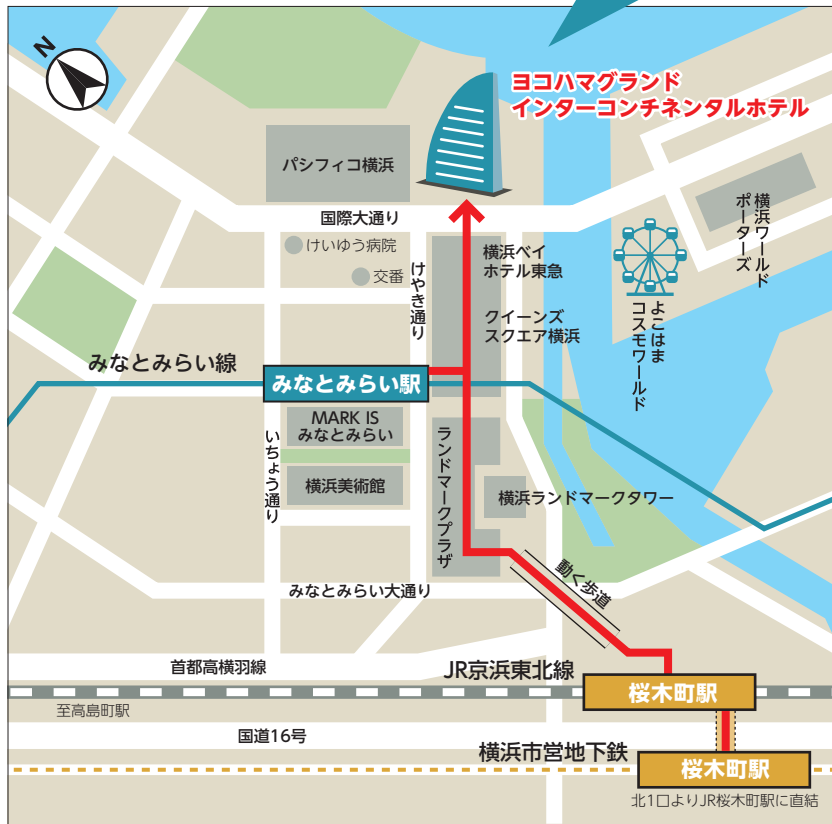 N
ヨコハマグランド
インターコンチネンタルホテル
パシフィコ横浜
国際大通り
けいゆう病院
交番
けやき通り
横浜ベイ
ホテル東急
クイーンズ
スクエア横浜
横浜ワールド
ポーターズ
よこはま
コスモワールド
みなとみらい線
みなとみらい駅
MARK IS
みなとみらい
いちょう通り
横浜美術館
ランドマークプラザ
横浜ランドマークタワー
動く歩道
みなとみらい大通り
首都高横羽線
JR京浜東北線
桜木町駅
至高島町駅
国道16号
横浜市営地下鉄
桜木町駅
北1口よりJR桜木町駅に直結